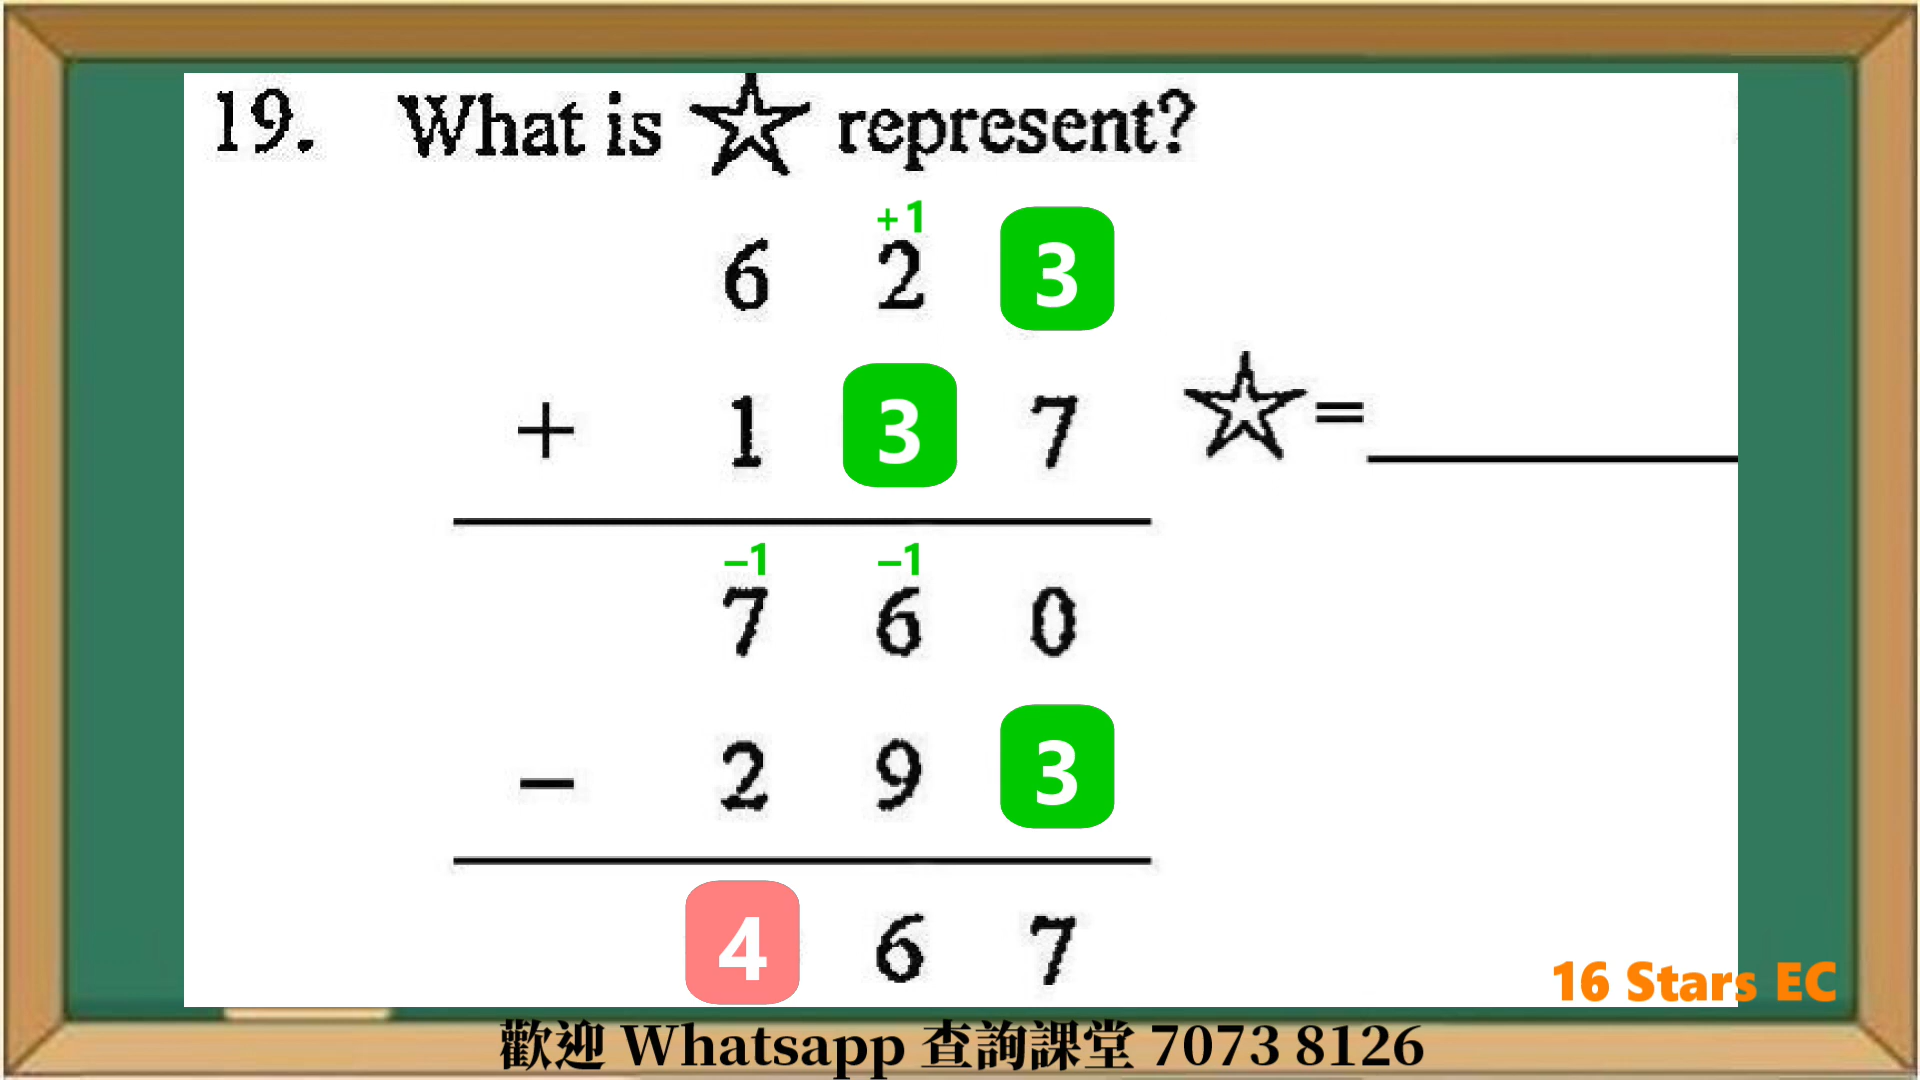 19. What is ☆ represent?
+1
6 2 3
+ 1 3 7
☆=
–1 –1
7 6 0
– 2 9 3
4 6 7
16 Stars EC
歡迎 Whatsapp 查詢課堂 7073 8126